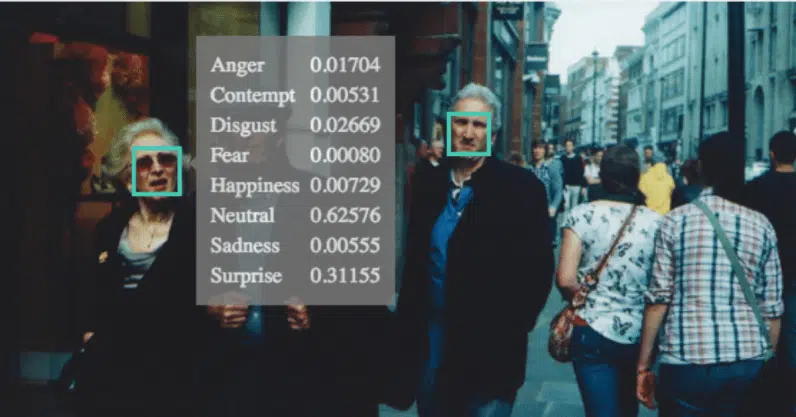 Anger 0.01704
Contempt 0.00531
Disgust 0.02669
Fear 0.00080
Happiness 0.00729
Neutral 0.62576
Sadness 0.00555
Surprise 0.31155